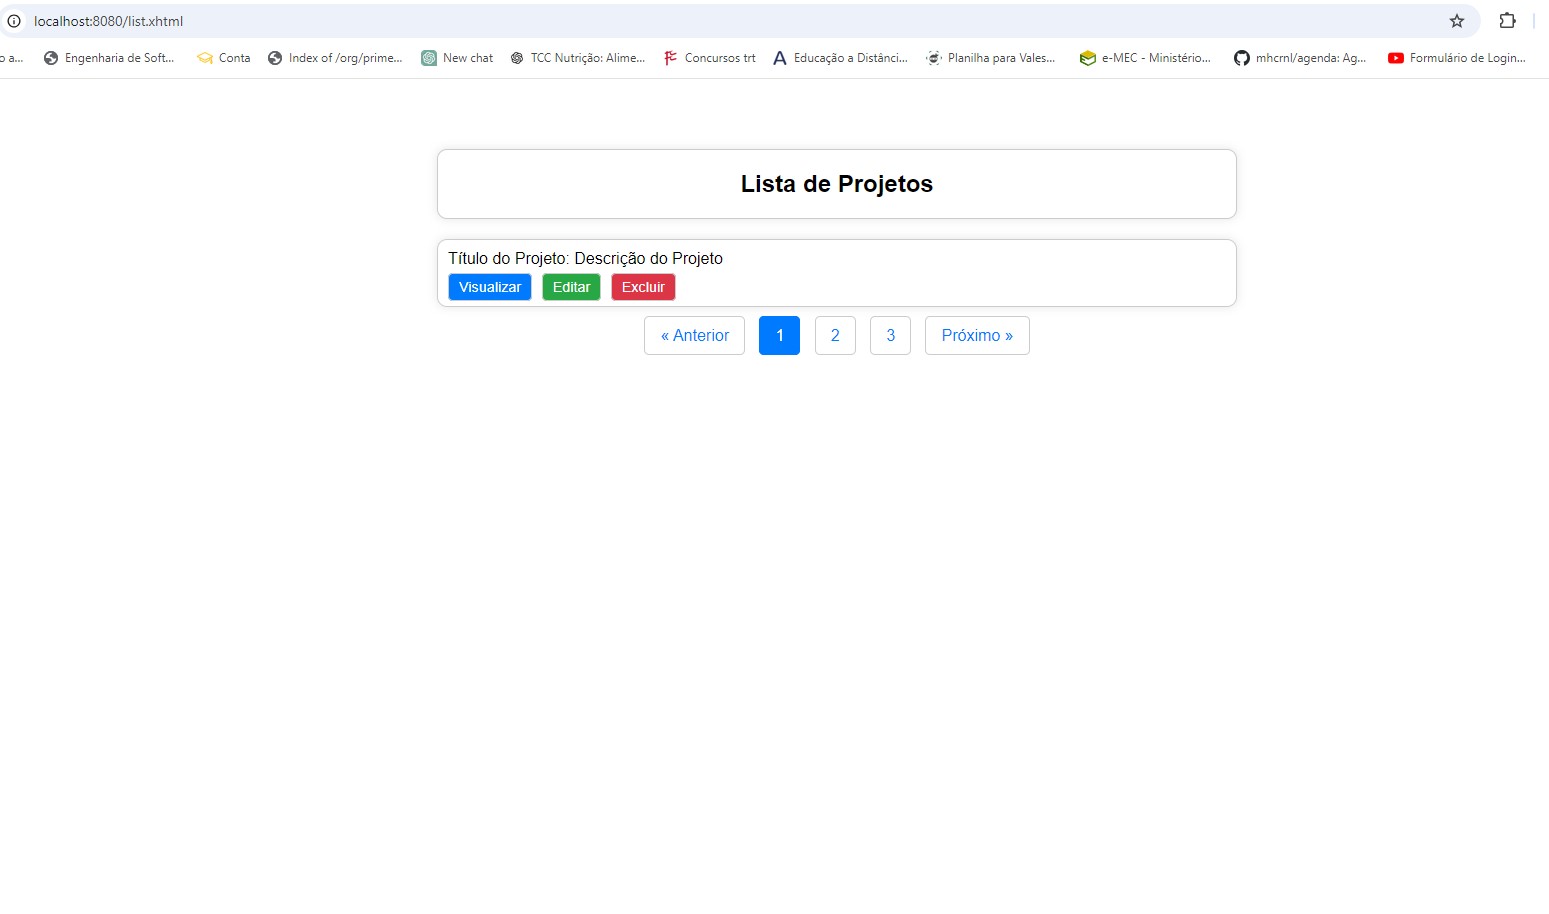 localhost:8080/list.xhtml
o a... Engenharia de Soft... Conta Index of /org/prime... New chat TCC Nutrição: Alime... Concursos trt Educação a Distânci... Planilha para Vales... e-MEC - Ministério... mhcrnl/agenda: Ag... Formulário de Login...
Lista de Projetos
Título do Projeto: Descrição do Projeto
Visualizar Editar Excluir
« Anterior 1 2 3 Próximo »